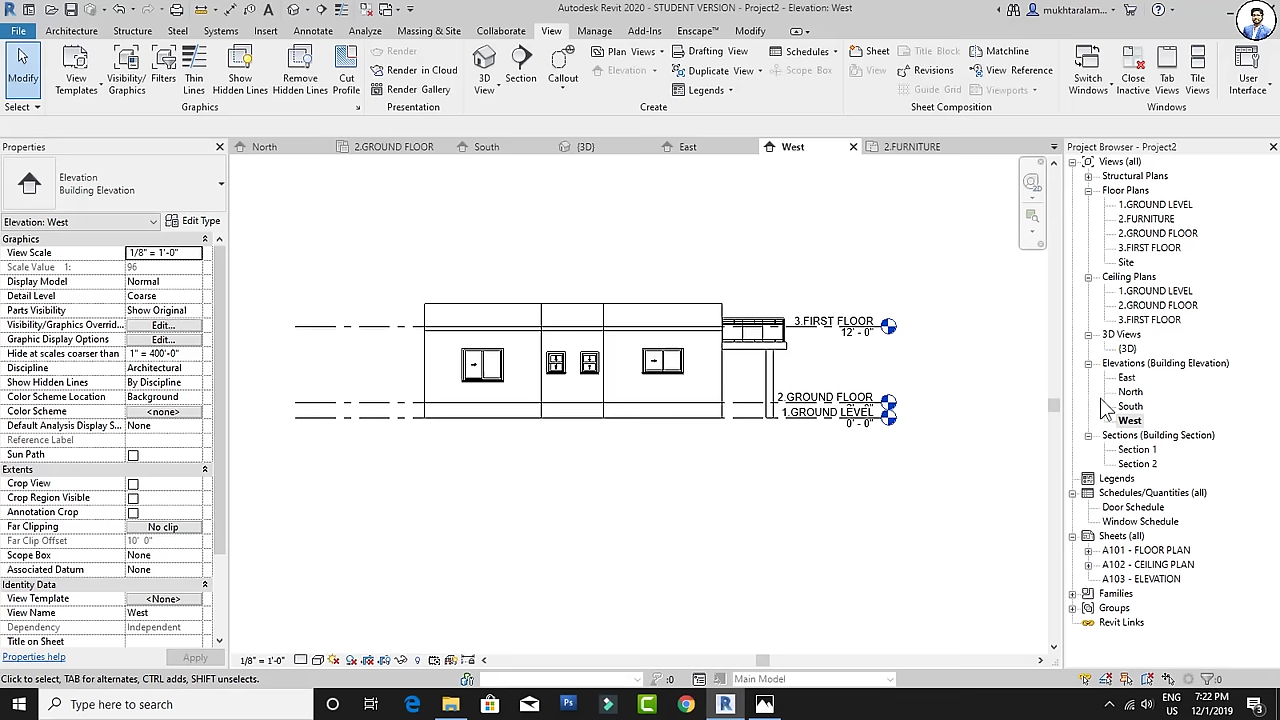 Autodesk Revit 2020 - STUDENT VERSION - Project2 - Elevation: West
mukhtaralam...
File Architecture Structure Steel Systems Insert Annotate Analyze Massing & Site Collaborate View Manage Add-Ins Enscape™ Modify
Modify
Select
View Templates
Visibility/ Graphics
Filters
Thin Lines
Show Hidden Lines
Remove Hidden Lines
Cut Profile
Graphics
Render
Render in Cloud
Render Gallery
Presentation
3D View
Section
Callout
Plan Views
Elevation
Drafting View
Duplicate View
Legends
Schedules
Scope Box
Create
Sheet
View
Title Block
Revisions
Guide Grid
Matchline
View Reference
Viewports
Sheet Composition
Switch Windows
Close Inactive
Tab Views
Tile Views
Windows
User Interface
Properties
Elevation
Building Elevation
Elevation: West
Edit Type
Graphics
View Scale 1/8" = 1'-0"
Scale Value 1: 96
Display Model Normal
Detail Level Coarse
Parts Visibility Show Original
Visibility/Graphics Overrid... Edit...
Graphic Display Options Edit...
Hide at scales coarser than 1" = 400'-0"
Discipline Architectural
Show Hidden Lines By Discipline
Color Scheme Location Background
Color Scheme <none>
Default Analysis Display S... None
Reference Label
Sun Path
Extents
Crop View
Crop Region Visible
Annotation Crop
Far Clipping No clip
Far Clip Offset 10' 0"
Scope Box None
Associated Datum None
Identity Data
View Template <None>
View Name West
Dependency Independent
Title on Sheet
Properties help
Apply
North 2.GROUND FLOOR South {3D} East West 2.FURNITURE
3.FIRST FLOOR
12' - 0"
2.GROUND FLOOR
1.GROUND LEVEL
0' - 0"
1/8" = 1'-0"
Project Browser - Project2
Views (all)
Structural Plans
Floor Plans
1.GROUND LEVEL
2.FURNITURE
2.GROUND FLOOR
3.FIRST FLOOR
Site
Ceiling Plans
1.GROUND LEVEL
2.GROUND FLOOR
3.FIRST FLOOR
3D Views
{3D}
Elevations (Building Elevation)
East
North
South
West
Sections (Building Section)
Section 1
Section 2
Legends
Schedules/Quantities (all)
Door Schedule
Window Schedule
Sheets (all)
A101 - FLOOR PLAN
A102 - CEILING PLAN
A103 - ELEVATION
Families
Groups
Revit Links
Click to select, TAB for alternates, CTRL adds, SHIFT unselects.
:0
Main Model
:0
Type here to search
ENG
US
7:22 PM
12/1/2019